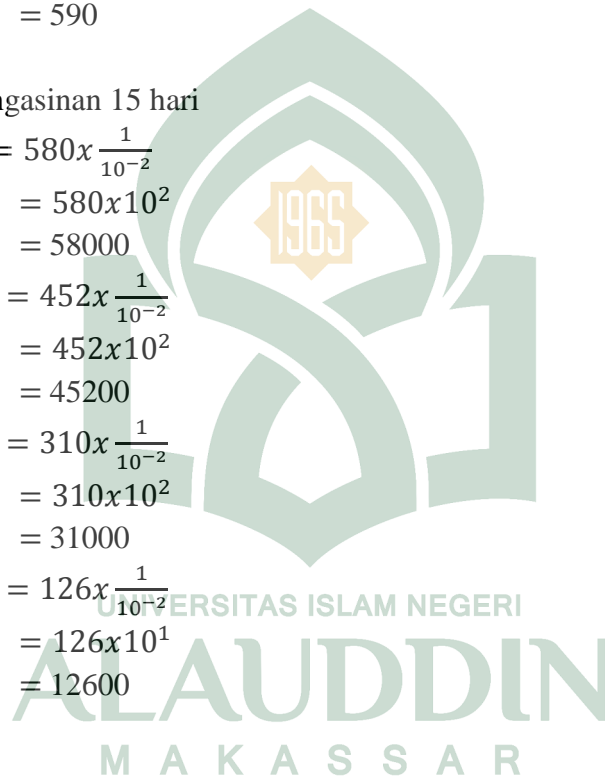 = 590
ngasinan 15 hari
= 580x 1/10⁻²
= 580x10²
= 58000
= 452x 1/10⁻²
= 452x10²
= 45200
= 310x 1/10⁻²
= 310x10²
= 31000
= 126x 1/10⁻²
= 126x10¹
= 12600
1965
UNIVERSITAS ISLAM NEGERI
ALAUDDIN
MAKASSAR